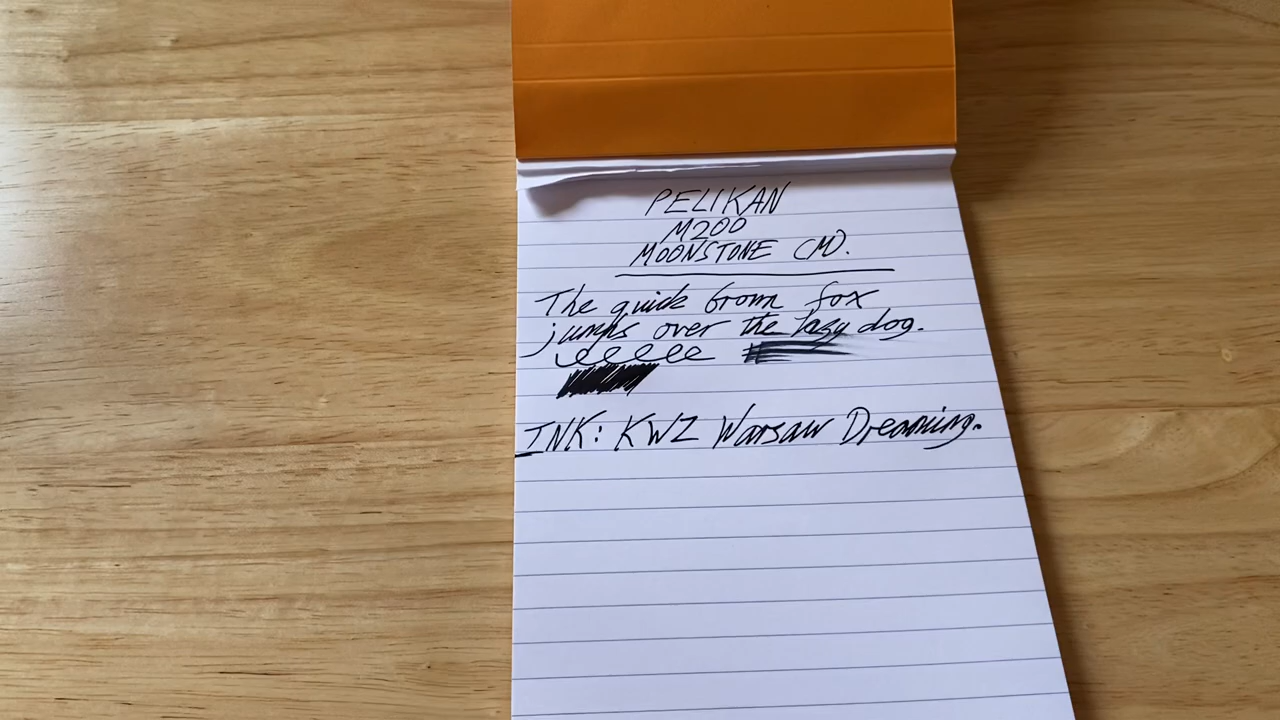 PELIKAN
M200
MOONSTONE (M).
The quick brown fox
jumps over the lazy dog.
INK: KWZ Warsaw Dreaming.